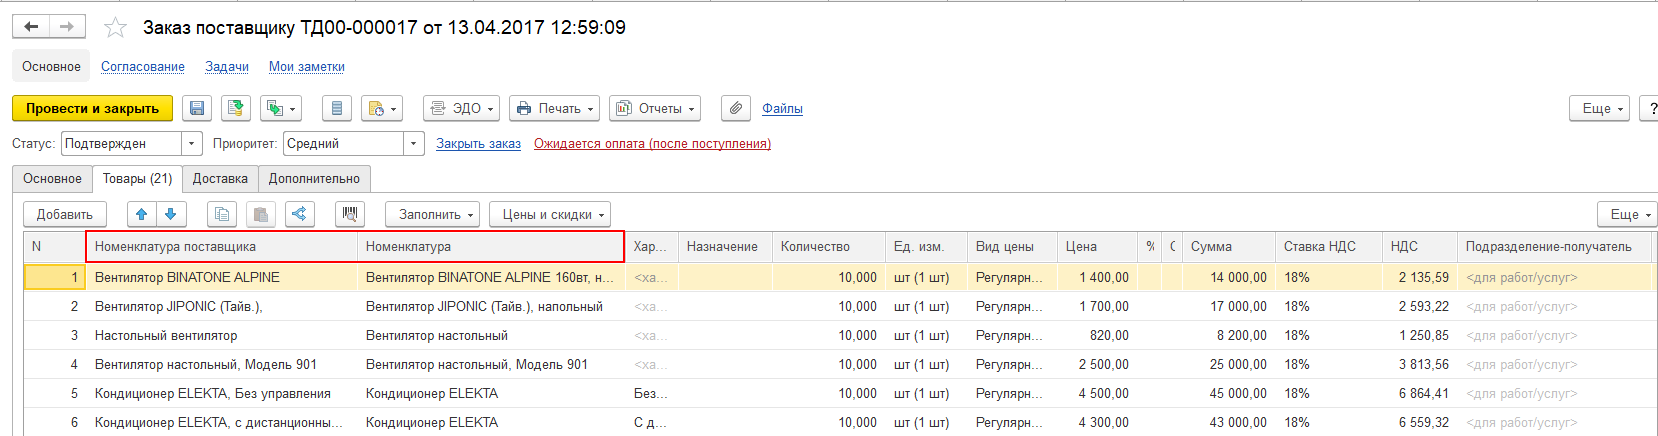 Заказ поставщику ТД00-000017 от 13.04.2017 12:59:09
Основное Согласование Задачи Мои заметки
Провести и закрыть ЭДО Печать Отчеты Файлы Еще ?
Статус: Подтвержден Приоритет: Средний Закрыть заказ Ожидается оплата (после поступления)
Основное Товары (21) Доставка Дополнительно
Добавить Заполнить Цены и скидки Еще
N Номенклатура поставщика Номенклатура Хар... Назначение Количество Ед. изм. Вид цены Цена % С Сумма Ставка НДС НДС Подразделение-получатель
1 Вентилятор BINATONE ALPINE Вентилятор BINATONE ALPINE 160вт, н... <ха... 10,000 шт (1 шт) Регулярн... 1 400,00 14 000,00 18% 2 135,59 <для работ/услуг>
2 Вентилятор JIPONIC (Тайв.), Вентилятор JIPONIC (Тайв.), напольный <ха... 10,000 шт (1 шт) Регулярн... 1 700,00 17 000,00 18% 2 593,22 <для работ/услуг>
3 Настольный вентилятор Вентилятор настольный <ха... 10,000 шт (1 шт) Регулярн... 820,00 8 200,00 18% 1 250,85 <для работ/услуг>
4 Вентилятор настольный, Модель 901 Вентилятор настольный, Модель 901 <ха... 10,000 шт (1 шт) Регулярн... 2 500,00 25 000,00 18% 3 813,56 <для работ/услуг>
5 Кондиционер ELEKTA, Без управления Кондиционер ELEKTA Без... 10,000 шт (1 шт) Регулярн... 4 500,00 45 000,00 18% 6 864,41 <для работ/услуг>
6 Кондиционер ELEKTA, с дистанционны... Кондиционер ELEKTA С д... 10,000 шт (1 шт) Регулярн... 4 300,00 43 000,00 18% 6 559,32 <для работ/услуг>